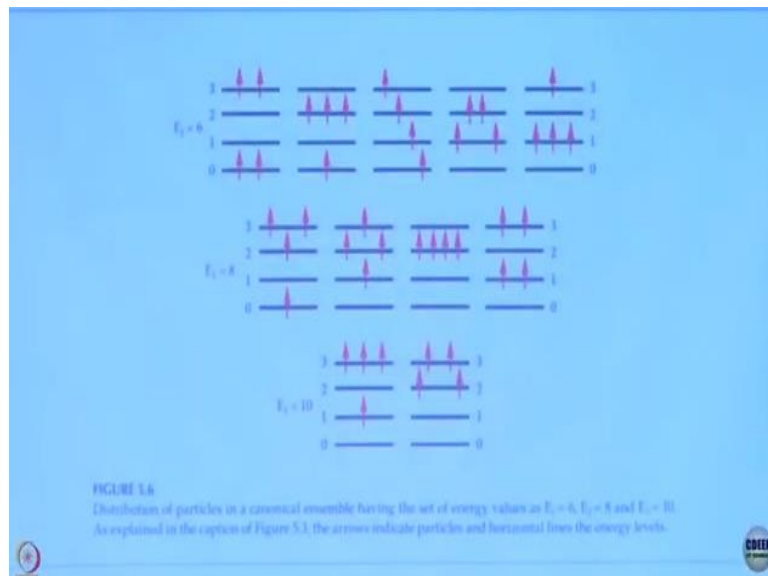 3 3
2 2
E₁ = 6
1 1
0 0
3 3
2 2
E₂ = 8
1 1
0 0
3 3
2 2
1 1
0 0
FIGURE 5.6
Distribution of particles in a canonical ensemble having the set of energy values as E₁ = 6, E₂ = 8 and E₃ = 10.
As explained in the caption of Figure 5.3, the arrows indicate particles and horizontal lines the energy levels.
CDEEP